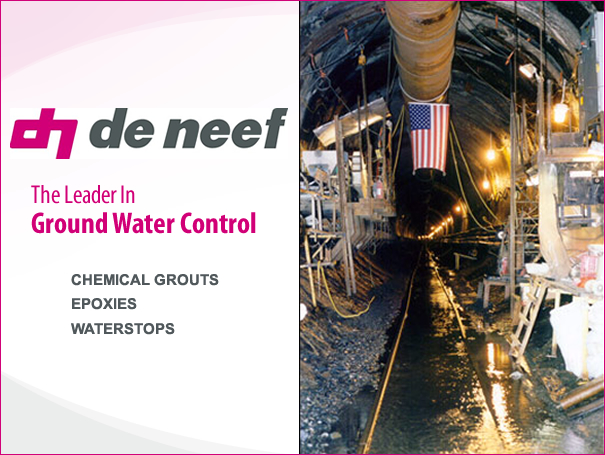 de neef
The Leader In
Ground Water Control
CHEMICAL GROUTS
EPOXIES
WATERSTOPS